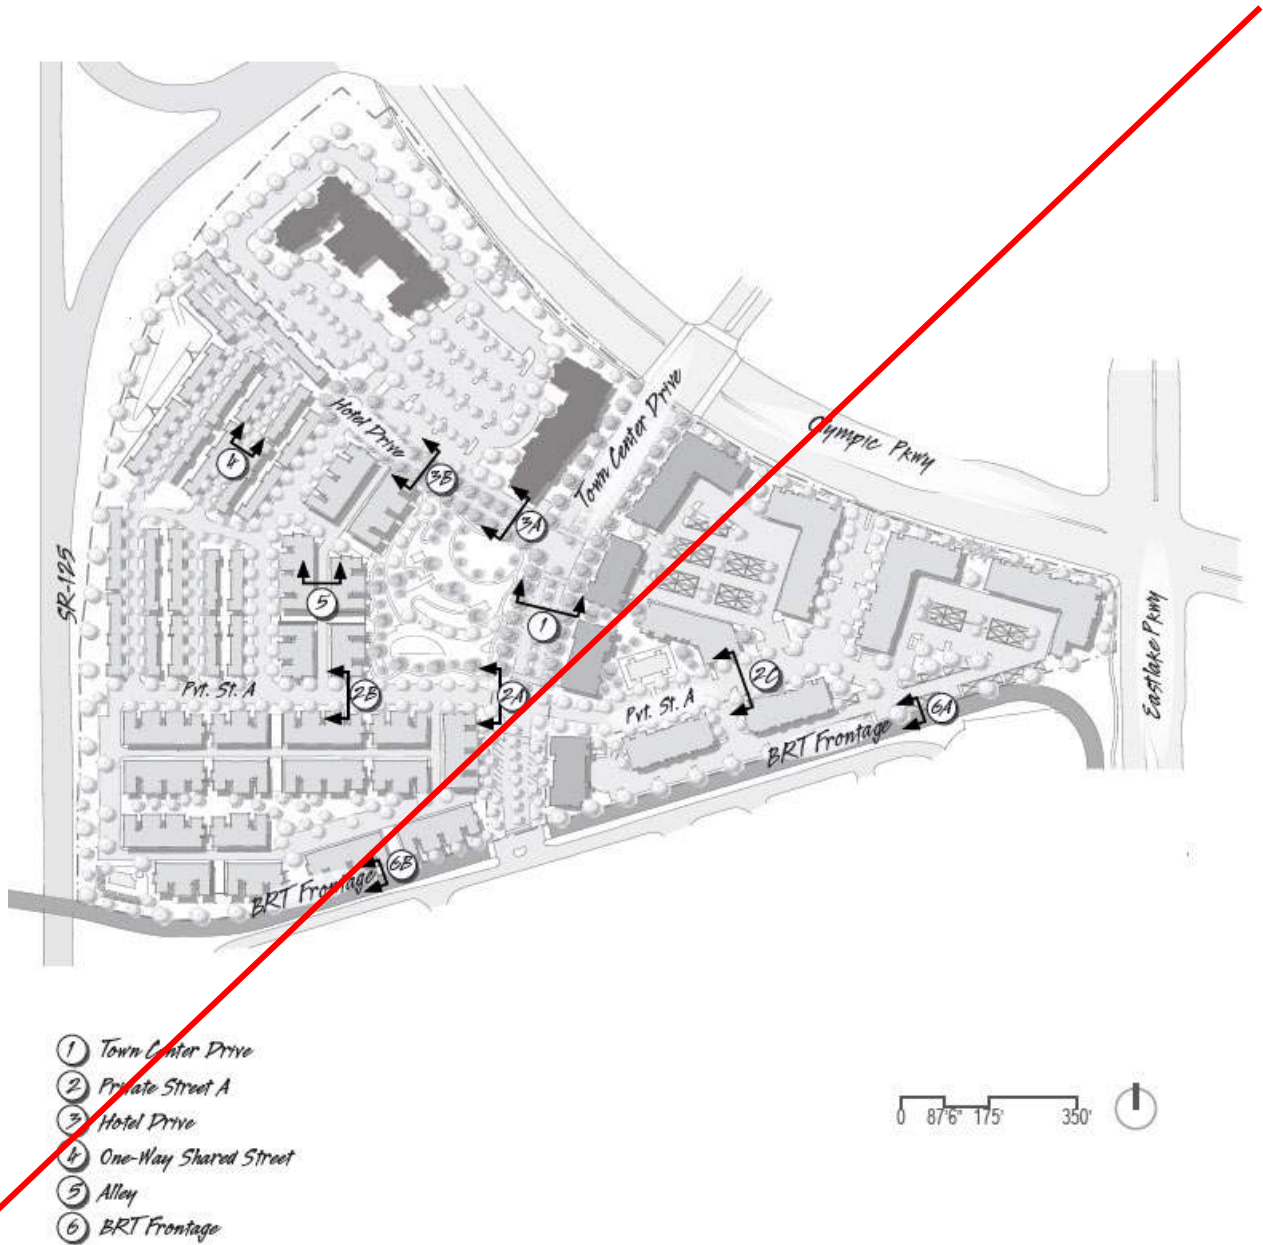 Hotel Drive
Town Center Drive
Olympic Pkwy
4
3B
3A
SR-125
5
1
Eastlake Pkwy
Pvt. St. A
2B
2A
2C
Pvt. St. A
6A
BRT Frontage
6B
BRT Frontage
1 Town Center Drive
2 Private Street A
3 Hotel Drive
4 One-Way Shared Street
5 Alley
6 BRT Frontage
0 87'6" 175' 350'